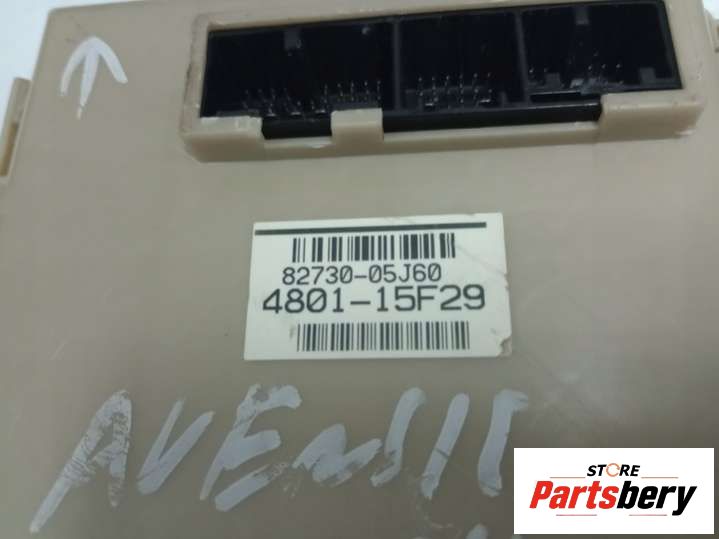 82730-05J60
4801-15F29
AVENSIS
STORE
Partsbery